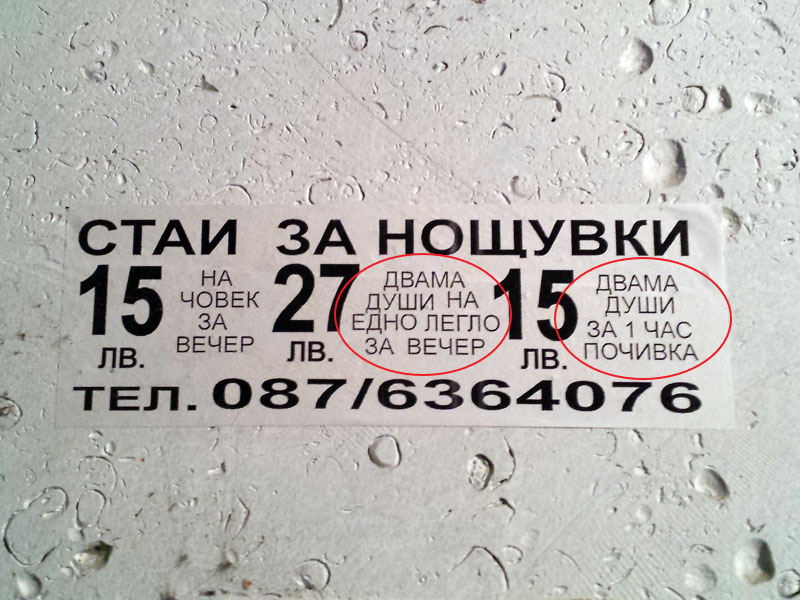 СТАИ ЗА НОЩУВКИ
15 ЛВ.
НА
ЧОВЕК
ЗА
ВЕЧЕР
27 ЛВ.
ДВАМА
ДУШИ НА
ЕДНО ЛЕГЛО
ЗА ВЕЧЕР
15 ЛВ.
ДВАМА
ДУШИ
ЗА 1 ЧАС
ПОЧИВКА
ТЕЛ. 087/6364076